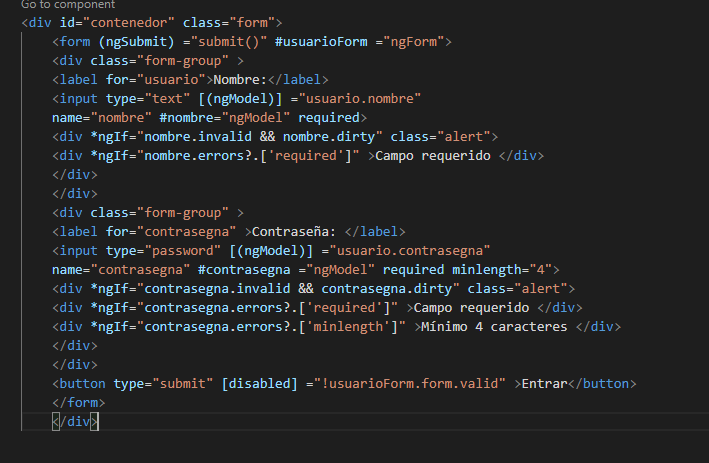 Go to component
<div id="contenedor" class="form">
<form (ngSubmit) ="submit()" #usuarioForm ="ngForm">
<div class="form-group" >
<label for="usuario">Nombre:</label>
<input type="text" [(ngModel)] ="usuario.nombre"
name="nombre" #nombre="ngModel" required>
<div *ngIf="nombre.invalid && nombre.dirty" class="alert">
<div *ngIf="nombre.errors?.['required']" >Campo requerido </div>
</div>
</div>
<div class="form-group" >
<label for="contrasegna" >Contraseña: </label>
<input type="password" [(ngModel)] ="usuario.contrasegna"
name="contrasegna" #contrasegna ="ngModel" required minlength="4">
<div *ngIf="contrasegna.invalid && contrasegna.dirty" class="alert">
<div *ngIf="contrasegna.errors?.['required']" >Campo requerido </div>
<div *ngIf="contrasegna.errors?.['minlength']" >Mínimo 4 caracteres </div>
</div>
</div>
<button type="submit" [disabled] ="!usuarioForm.form.valid" >Entrar</button>
</form>
</div>